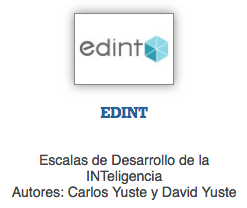 edint
EDINT
Escalas de Desarrollo de la
INTeligencia
Autores: Carlos Yuste y David Yuste